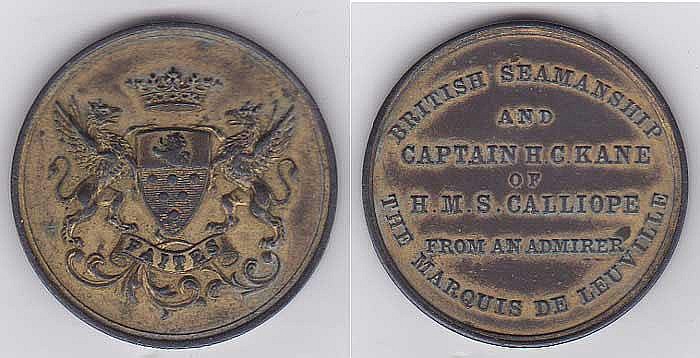 FAITES
BRITISH SEAMANSHIP
AND
CAPTAIN H.C. KANE
OF
H.M.S. CALLIOPE
FROM AN ADMIRER
THE MARQUIS DE LEUVILLE